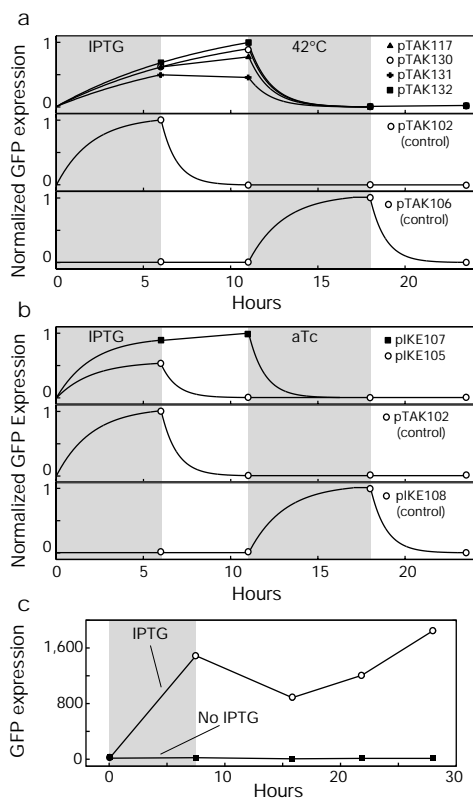 a
IPTG
42°C
pTAK117
pTAK130
pTAK131
pTAK132
1
0
pTAK102
(control)
1
0
pTAK106
(control)
1
0
Normalized GFP expression
0
5
10
15
20
Hours
b
IPTG
aTc
pIKE107
pIKE105
1
0
pTAK102
(control)
1
0
pIKE108
(control)
1
0
Normalized GFP Expression
0
5
10
15
20
Hours
c
IPTG
No IPTG
1,600
800
0
GFP expression
0
10
20
30
Hours